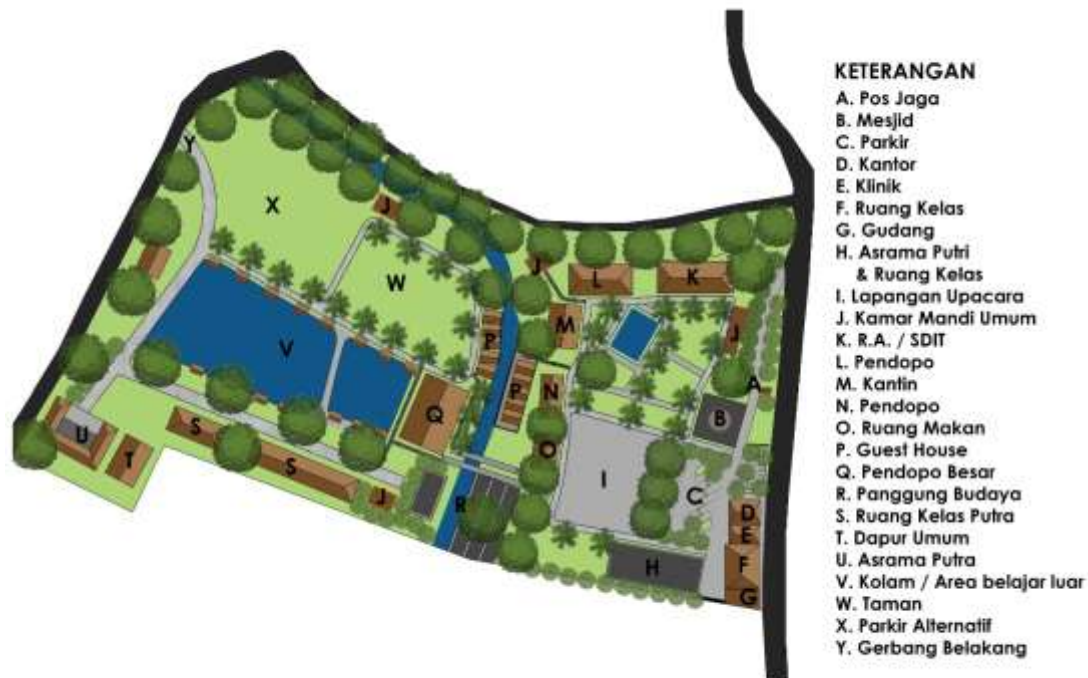 KETERANGAN
A. Pos Jaga
B. Mesjid
C. Parkir
D. Kantor
E. Klinik
F. Ruang Kelas
G. Gudang
H. Asrama Putri
& Ruang Kelas
I. Lapangan Upacara
J. Kamar Mandi Umum
K. R.A. / SDIT
L. Pendopo
M. Kantin
N. Pendopo
O. Ruang Makan
P. Guest House
Q. Pendopo Besar
R. Panggung Budaya
S. Ruang Kelas Putra
T. Dapur Umum
U. Asrama Putra
V. Kolam / Area belajar luar
W. Taman
X. Parkir Alternatif
Y. Gerbang Belakang
Y
X
J
W
J
L
K
M
J
P
V
P
N
A
B
Q
S
U
T
O
I
C
S
J
R
D
E
H
F
G